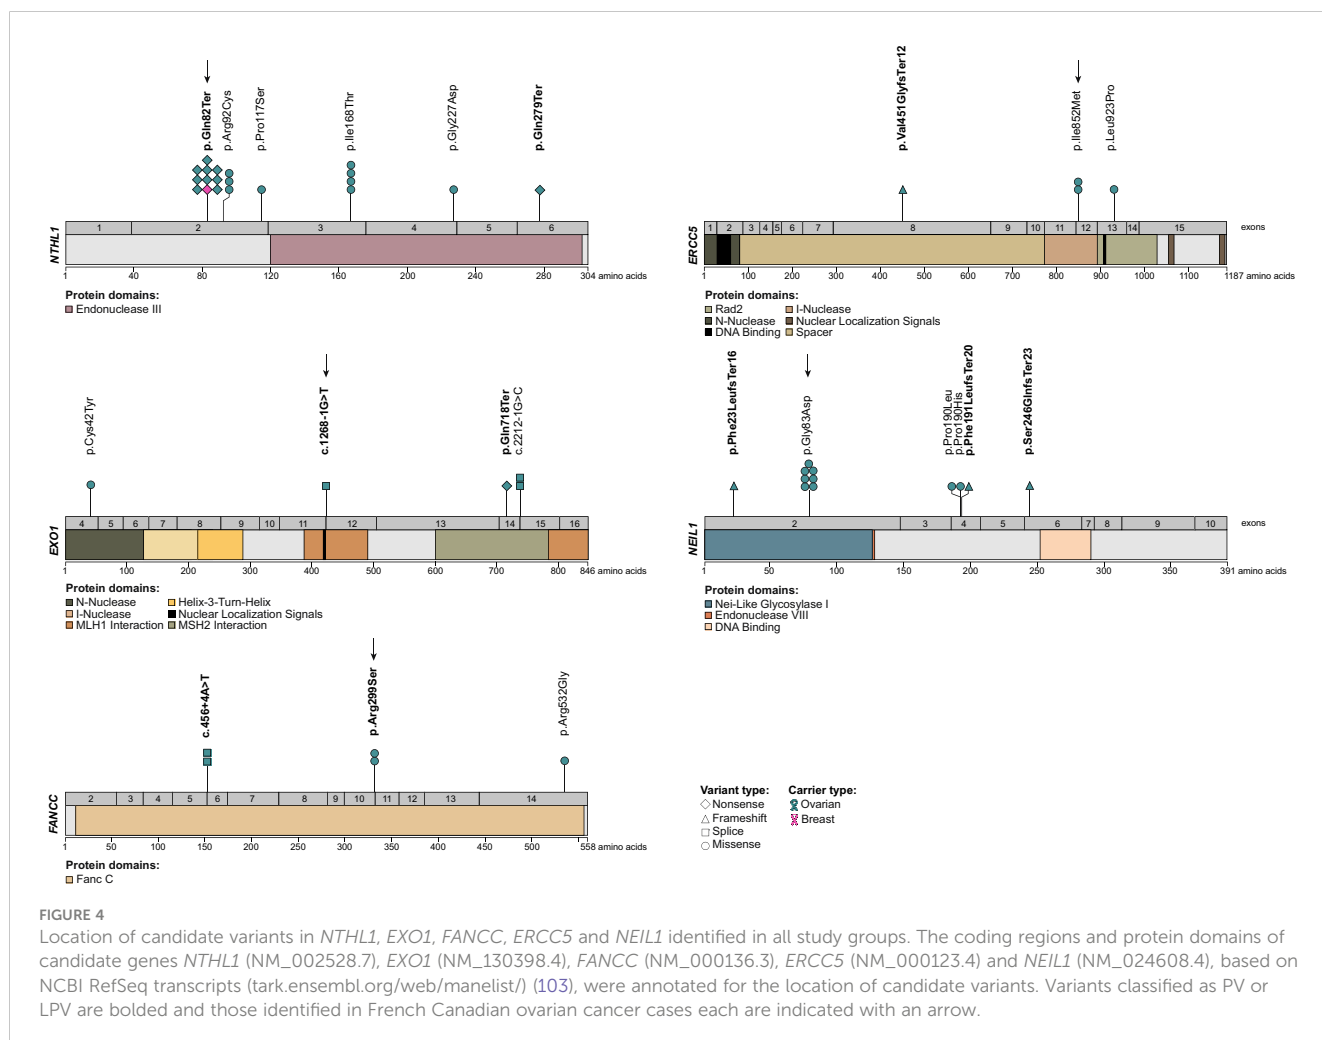 p.Gln82Ter
p.Arg92Cys
p.Pro117Ser
p.Ile168Thr
p.Gly227Asp
p.Gln279Ter
NTHL1
1 2 3 4 5 6
1 40 80 120 160 200 240 280 304 amino acids
Protein domains:
Endonuclease III
p.Val451GlyfsTer12
p.Ile852Met
p.Leu923Pro
ERCC5
1 2 3 4 5 6 7 8 9 10 11 12 13 14 15 exons
1 100 200 300 400 500 600 700 800 900 1000 1100 1187 amino acids
Protein domains:
Rad2 I-Nuclease
N-Nuclease Nuclear Localization Signals
DNA Binding Spacer
p.Cys42Tyr
c.1268-1G>T
p.Gln718Ter
c.2212-1G>C
EXO1
4 5 6 7 8 9 10 11 12 13 14 15 16
1 100 200 300 400 500 600 700 800 846 amino acids
Protein domains:
N-Nuclease Helix-3-Turn-Helix
I-Nuclease Nuclear Localization Signals
MLH1 Interaction MSH2 Interaction
p.Phe23LeufsTer16
p.Gly83Asp
p.Pro190Leu
p.Pro190His
p.Phe191LeufsTer20
p.Ser246GlnfsTer23
NEIL1
2 3 4 5 6 7 8 9 10 exons
1 50 100 150 200 250 300 350 391 amino acids
Protein domains:
Nei-Like Glycosylase I
Endonuclease VIII
DNA Binding
c.456+4A>T
p.Arg299Ser
p.Arg532Gly
FANCC
2 3 4 5 6 7 8 9 10 11 12 13 14
1 50 100 150 200 250 300 350 400 450 500 558 amino acids
Protein domains:
Fanc C
Variant type: Carrier type:
Nonsense Ovarian
Frameshift Breast
Splice
Missense
FIGURE 4
Location of candidate variants in NTHL1, EXO1, FANCC, ERCC5 and NEIL1 identified in all study groups. The coding regions and protein domains of
candidate genes NTHL1 (NM_002528.7), EXO1 (NM_130398.4), FANCC (NM_000136.3), ERCC5 (NM_000123.4) and NEIL1 (NM_024608.4), based on
NCBI RefSeq transcripts (tark.ensembl.org/web/manelist/) (103), were annotated for the location of candidate variants. Variants classified as PV or
LPV are bolded and those identified in French Canadian ovarian cancer cases each are indicated with an arrow.